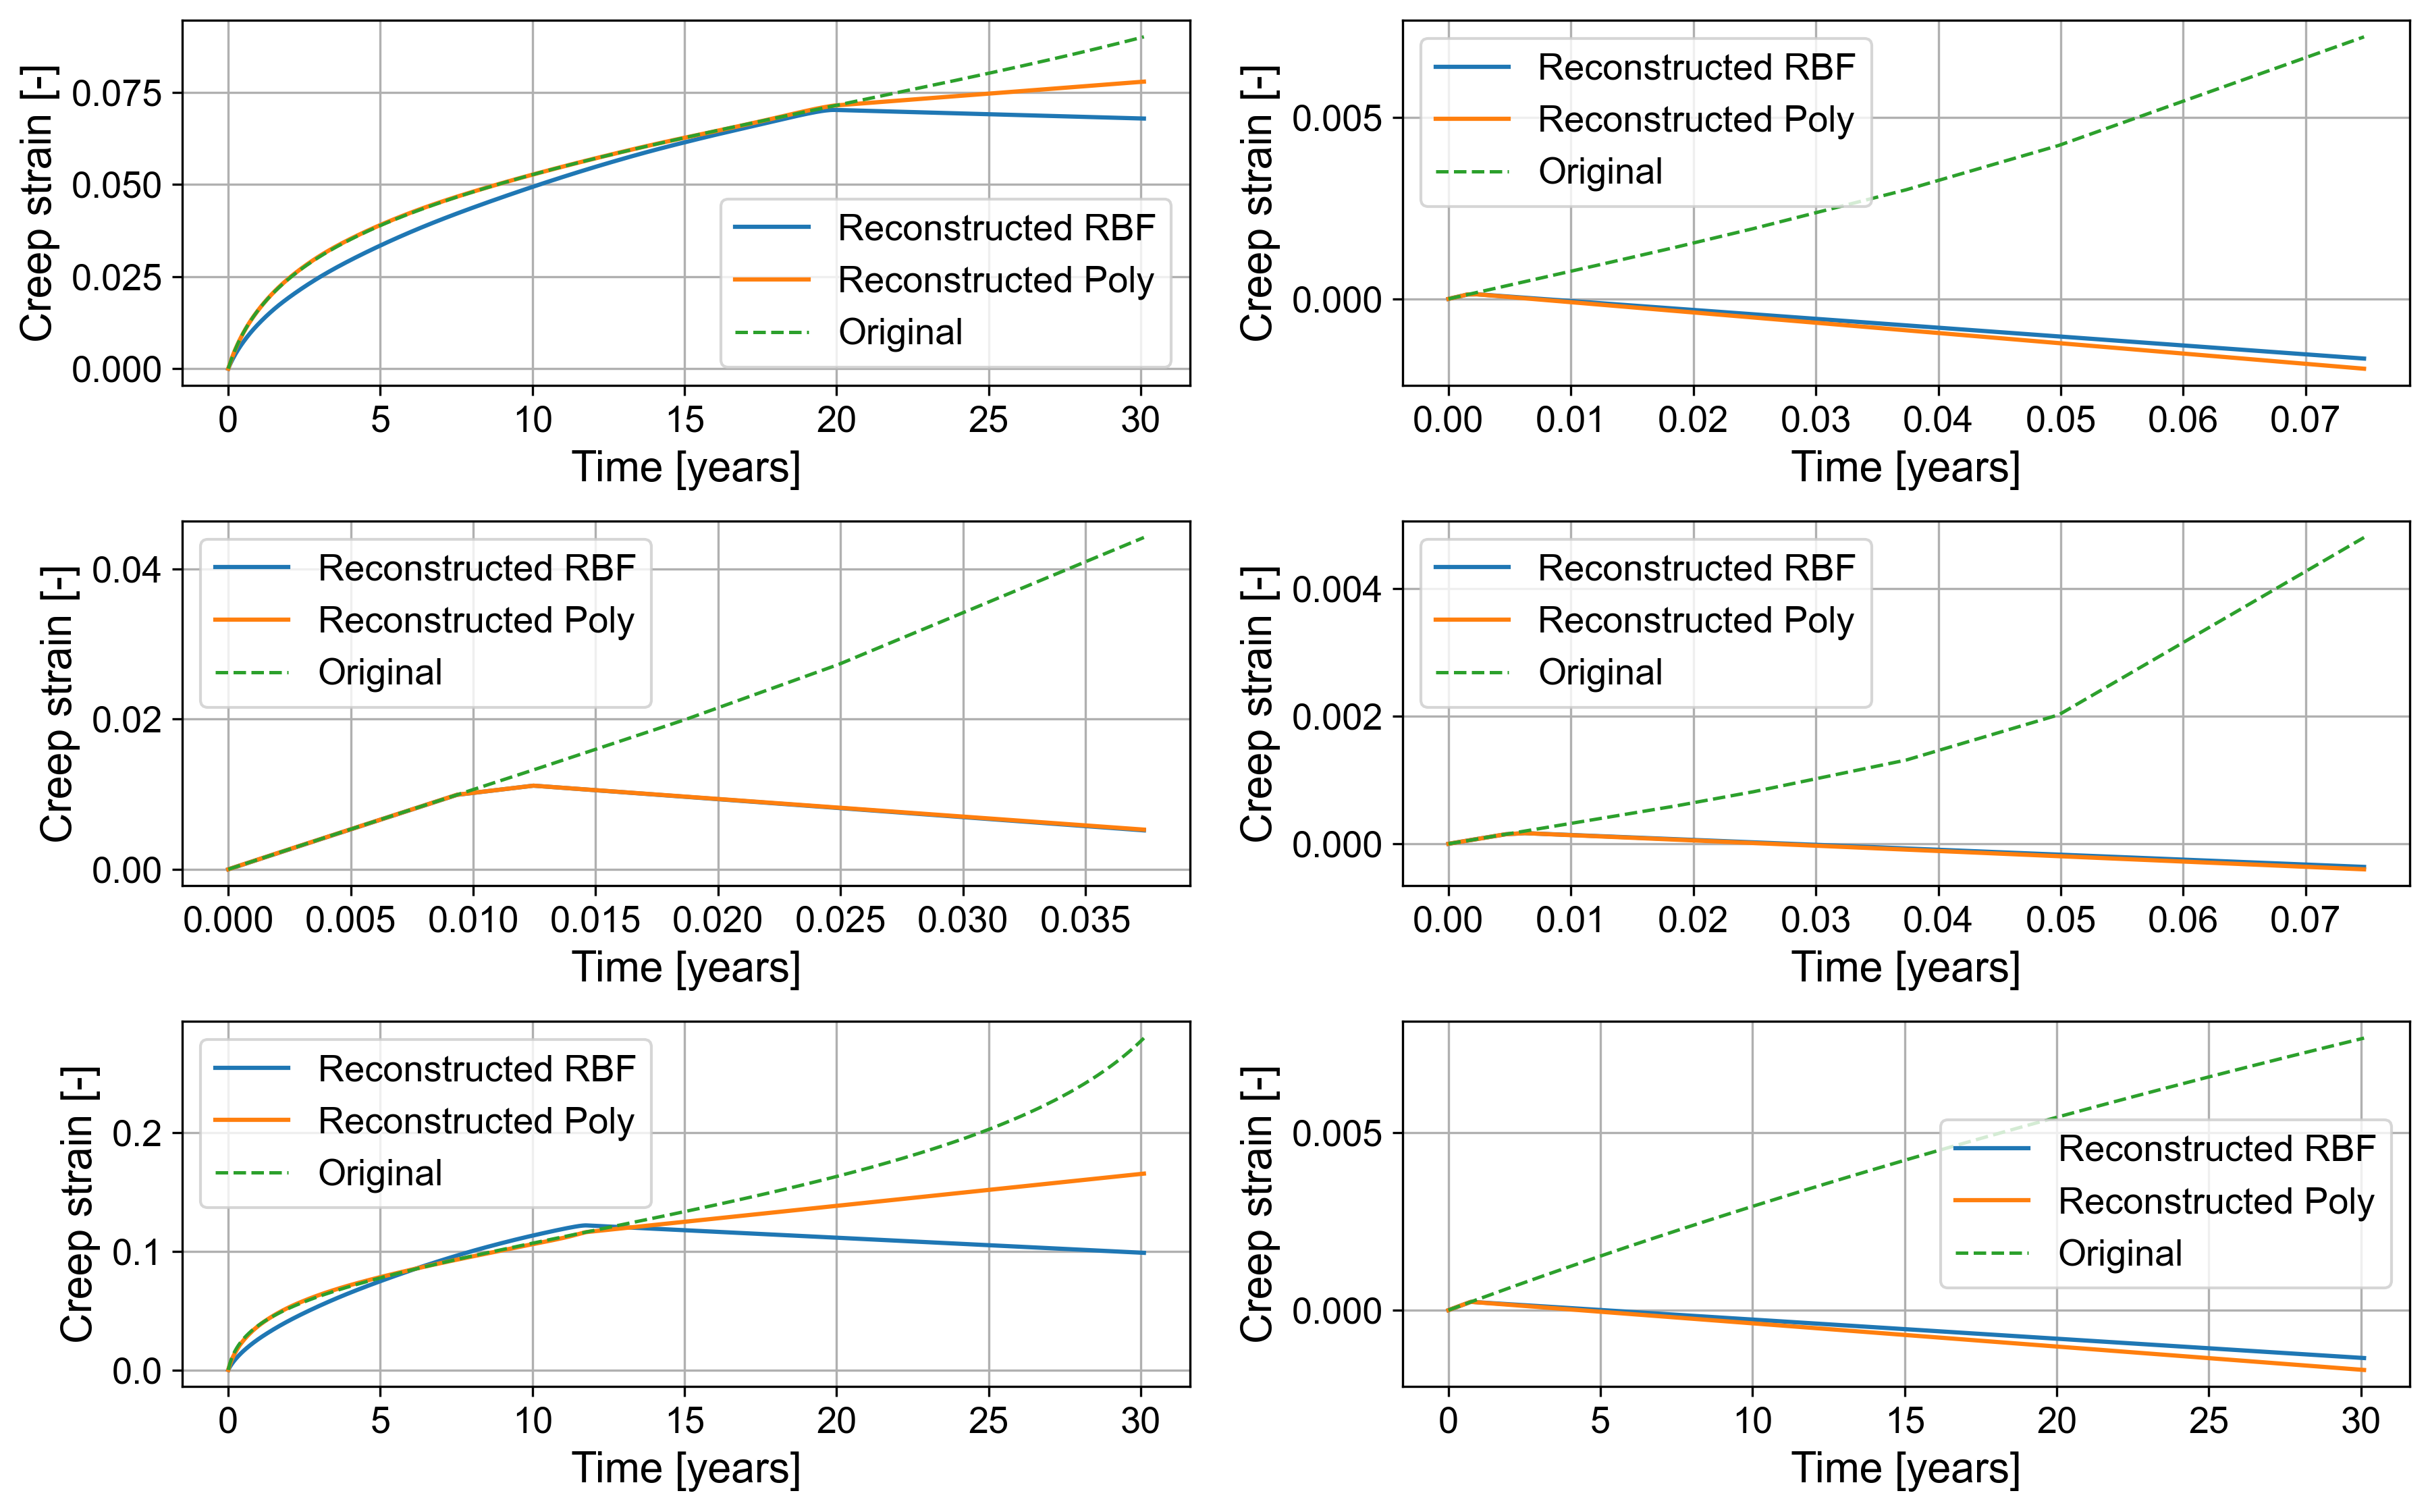 Creep strain [-]
0.075
0.050
0.025
0.000
Reconstructed RBF
Reconstructed Poly
Original
0 5 10 15 20 25 30
Time [years]
Creep strain [-]
0.005
0.000
Reconstructed RBF
Reconstructed Poly
Original
0.00 0.01 0.02 0.03 0.04 0.05 0.06 0.07
Time [years]
Creep strain [-]
0.04
0.02
0.00
Reconstructed RBF
Reconstructed Poly
Original
0.000 0.005 0.010 0.015 0.020 0.025 0.030 0.035
Time [years]
Creep strain [-]
0.004
0.002
0.000
Reconstructed RBF
Reconstructed Poly
Original
0.00 0.01 0.02 0.03 0.04 0.05 0.06 0.07
Time [years]
Creep strain [-]
0.2
0.1
0.0
Reconstructed RBF
Reconstructed Poly
Original
0 5 10 15 20 25 30
Time [years]
Creep strain [-]
0.005
0.000
Reconstructed RBF
Reconstructed Poly
Original
0 5 10 15 20 25 30
Time [years]